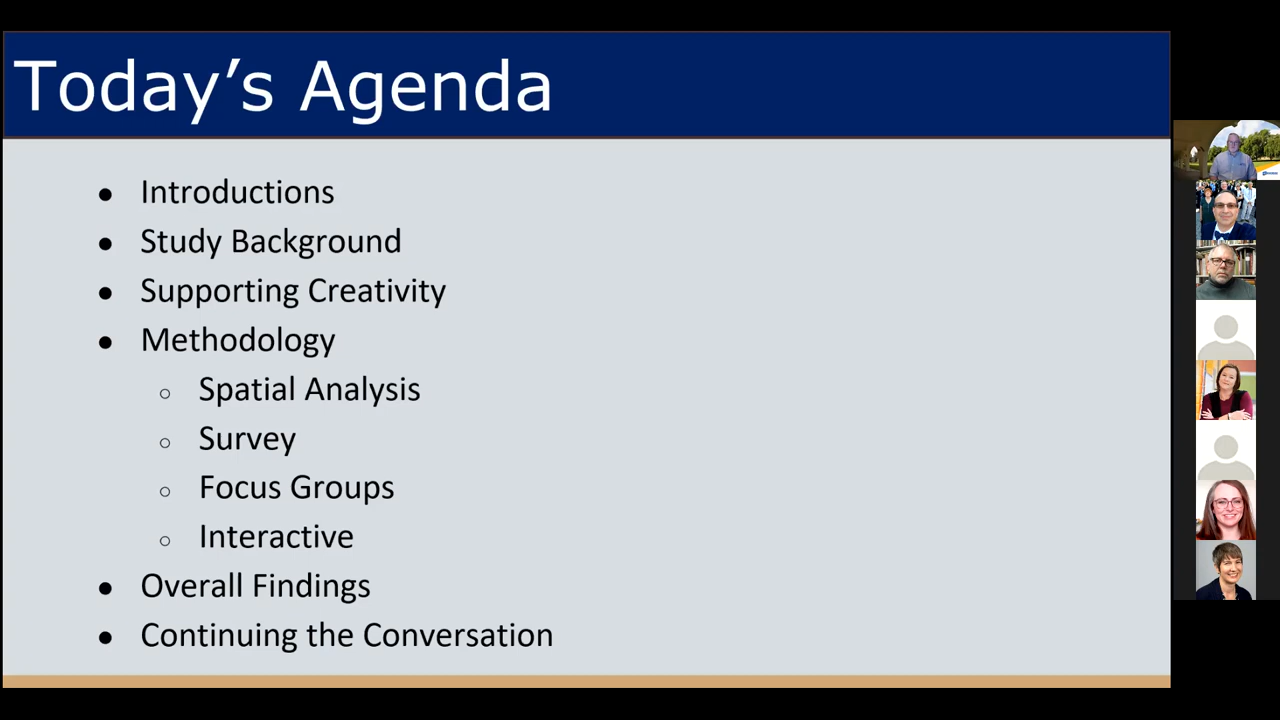 Today’s Agenda
● Introductions
● Study Background
● Supporting Creativity
● Methodology
○ Spatial Analysis
○ Survey
○ Focus Groups
○ Interactive
● Overall Findings
● Continuing the Conversation